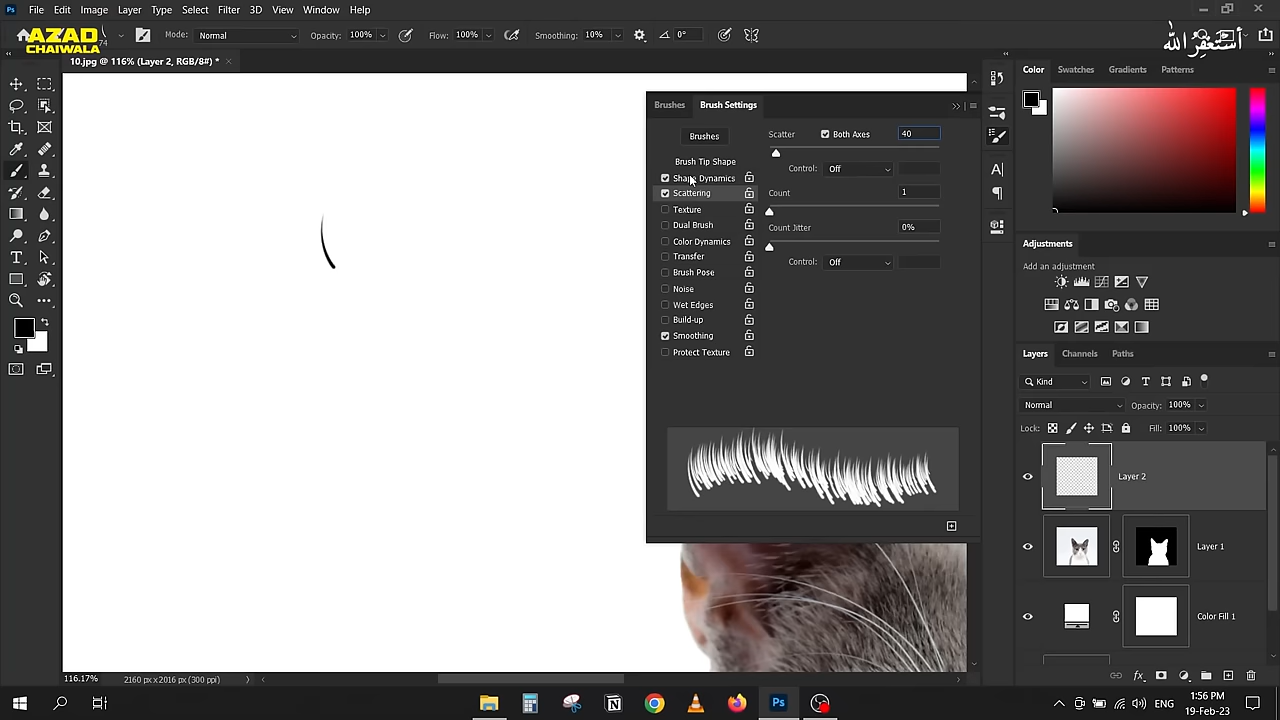 Ps File Edit Image Layer Type Select Filter 3D View Window Help
AZAD
CHAIWALA
74
Mode: Normal Opacity: 100% Flow: 100% Smoothing: 10% 0°
أستغفر الله
10.jpg @ 116% (Layer 2, RGB/8#) *
Brushes Brush Settings
Brushes
Brush Tip Shape
Shape Dynamics
Scattering
Texture
Dual Brush
Color Dynamics
Transfer
Brush Pose
Noise
Wet Edges
Build-up
Smoothing
Protect Texture
Scatter Both Axes 40
Control: Off
Count 1
Count Jitter 0%
Control: Off
Color Swatches Gradients Patterns
Adjustments
Add an adjustment
Layers Channels Paths
Kind
Normal Opacity: 100%
Lock: Fill: 100%
Layer 2
Layer 1
Color Fill 1
116.17% 2160 px x 2016 px (300 ppi)
Ps
1:56 PM
19-Feb-23